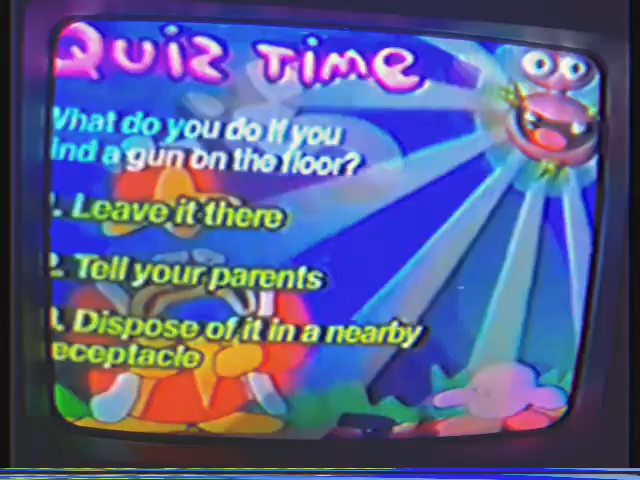 Quiz Time
What do you do if you
ind a gun on the floor?
. Leave it there
2. Tell your parents
. Dispose of it in a nearby
eceptacle